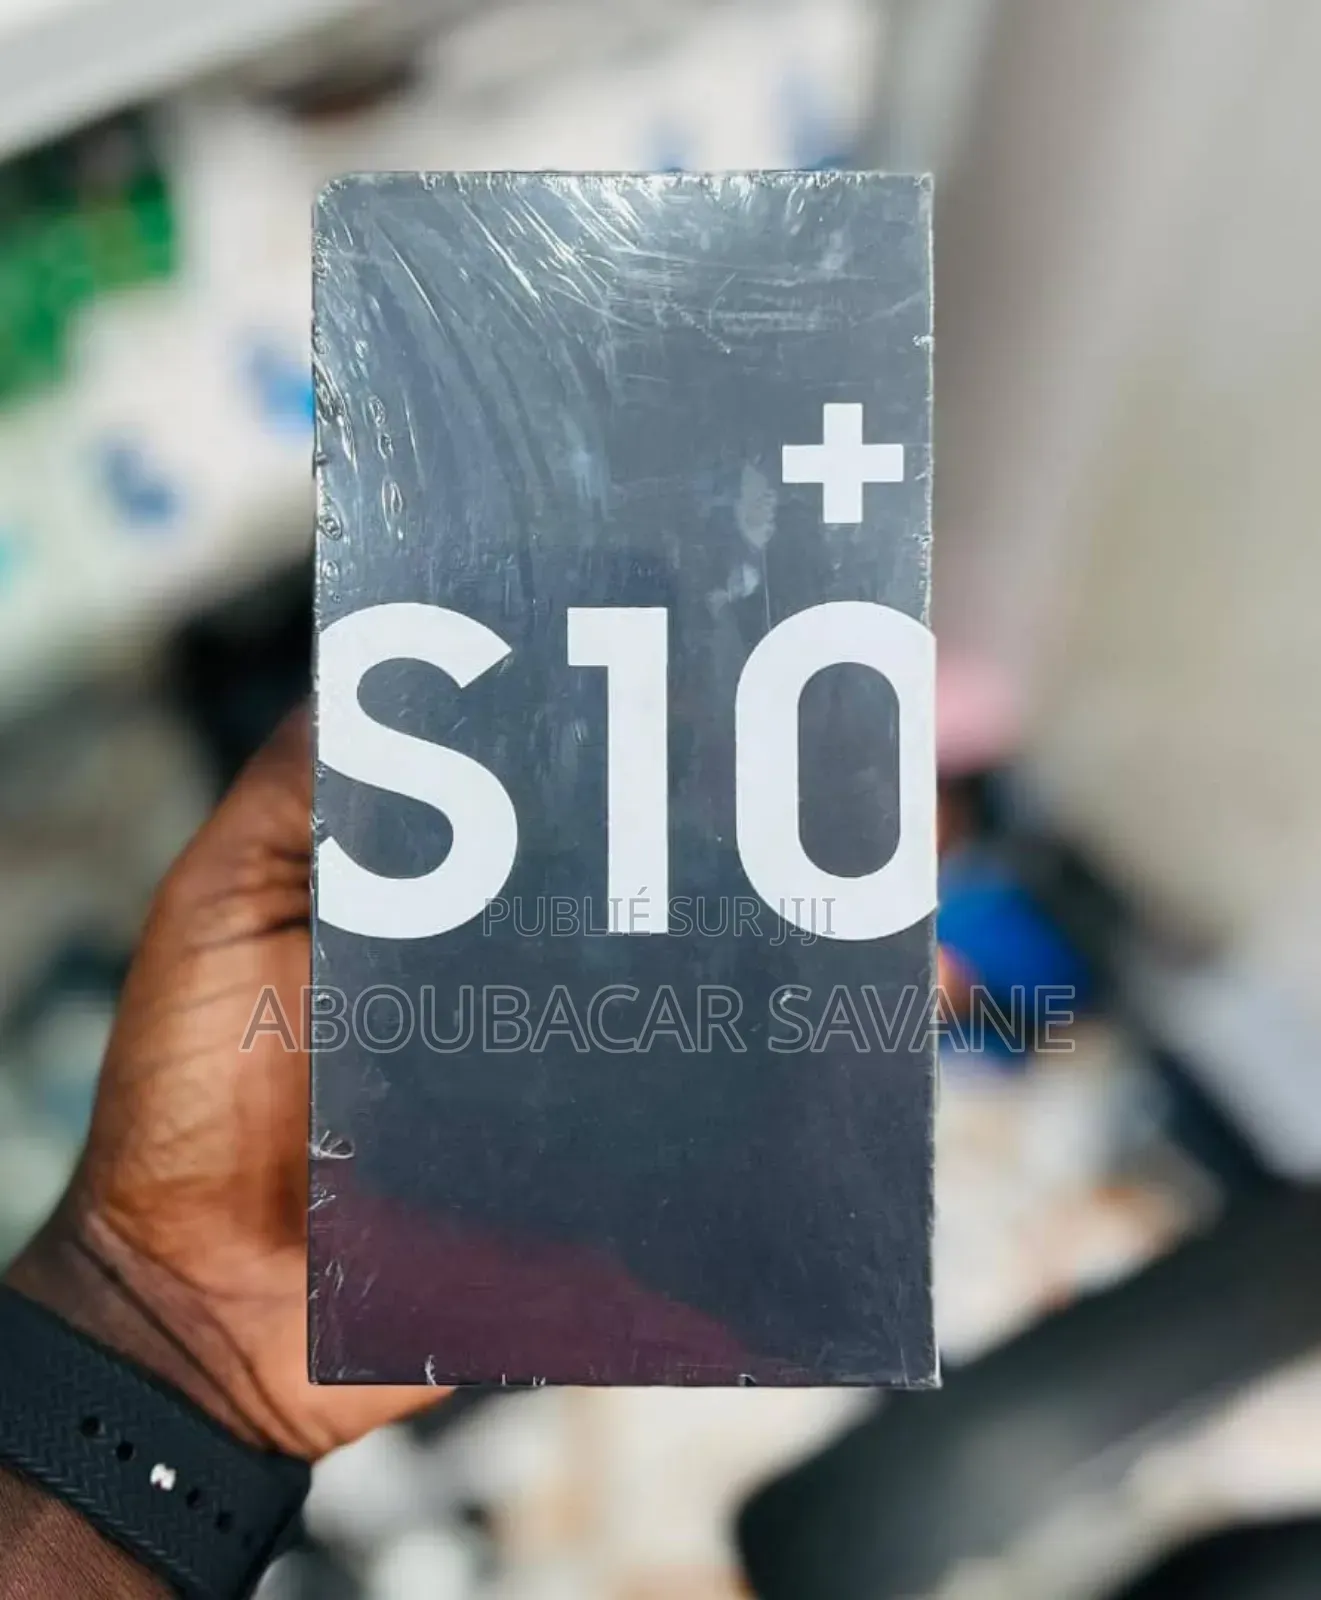 +
S10
PUBLIÉ SUR JIJI
ABOUBACAR SAVANE